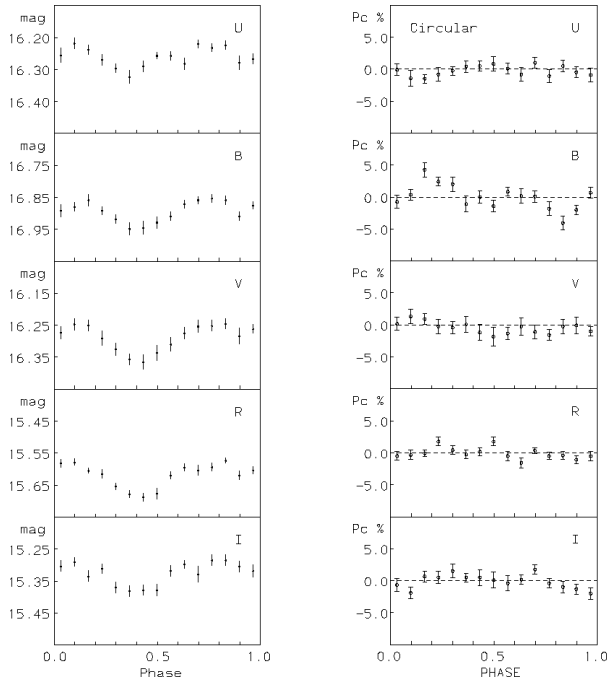 mag
U
16.20
16.30
16.40
mag
B
16.75
16.85
16.95
mag
V
16.15
16.25
16.35
mag
R
15.45
15.55
15.65
mag
I
15.25
15.35
15.45
0.0 0.5 1.0
Phase
Pc %
Circular U
5.0
0.0
-5.0
Pc %
B
5.0
0.0
-5.0
Pc %
V
5.0
0.0
-5.0
Pc %
R
5.0
0.0
-5.0
Pc %
I
5.0
0.0
-5.0
0.0 0.5 1.0
PHASE